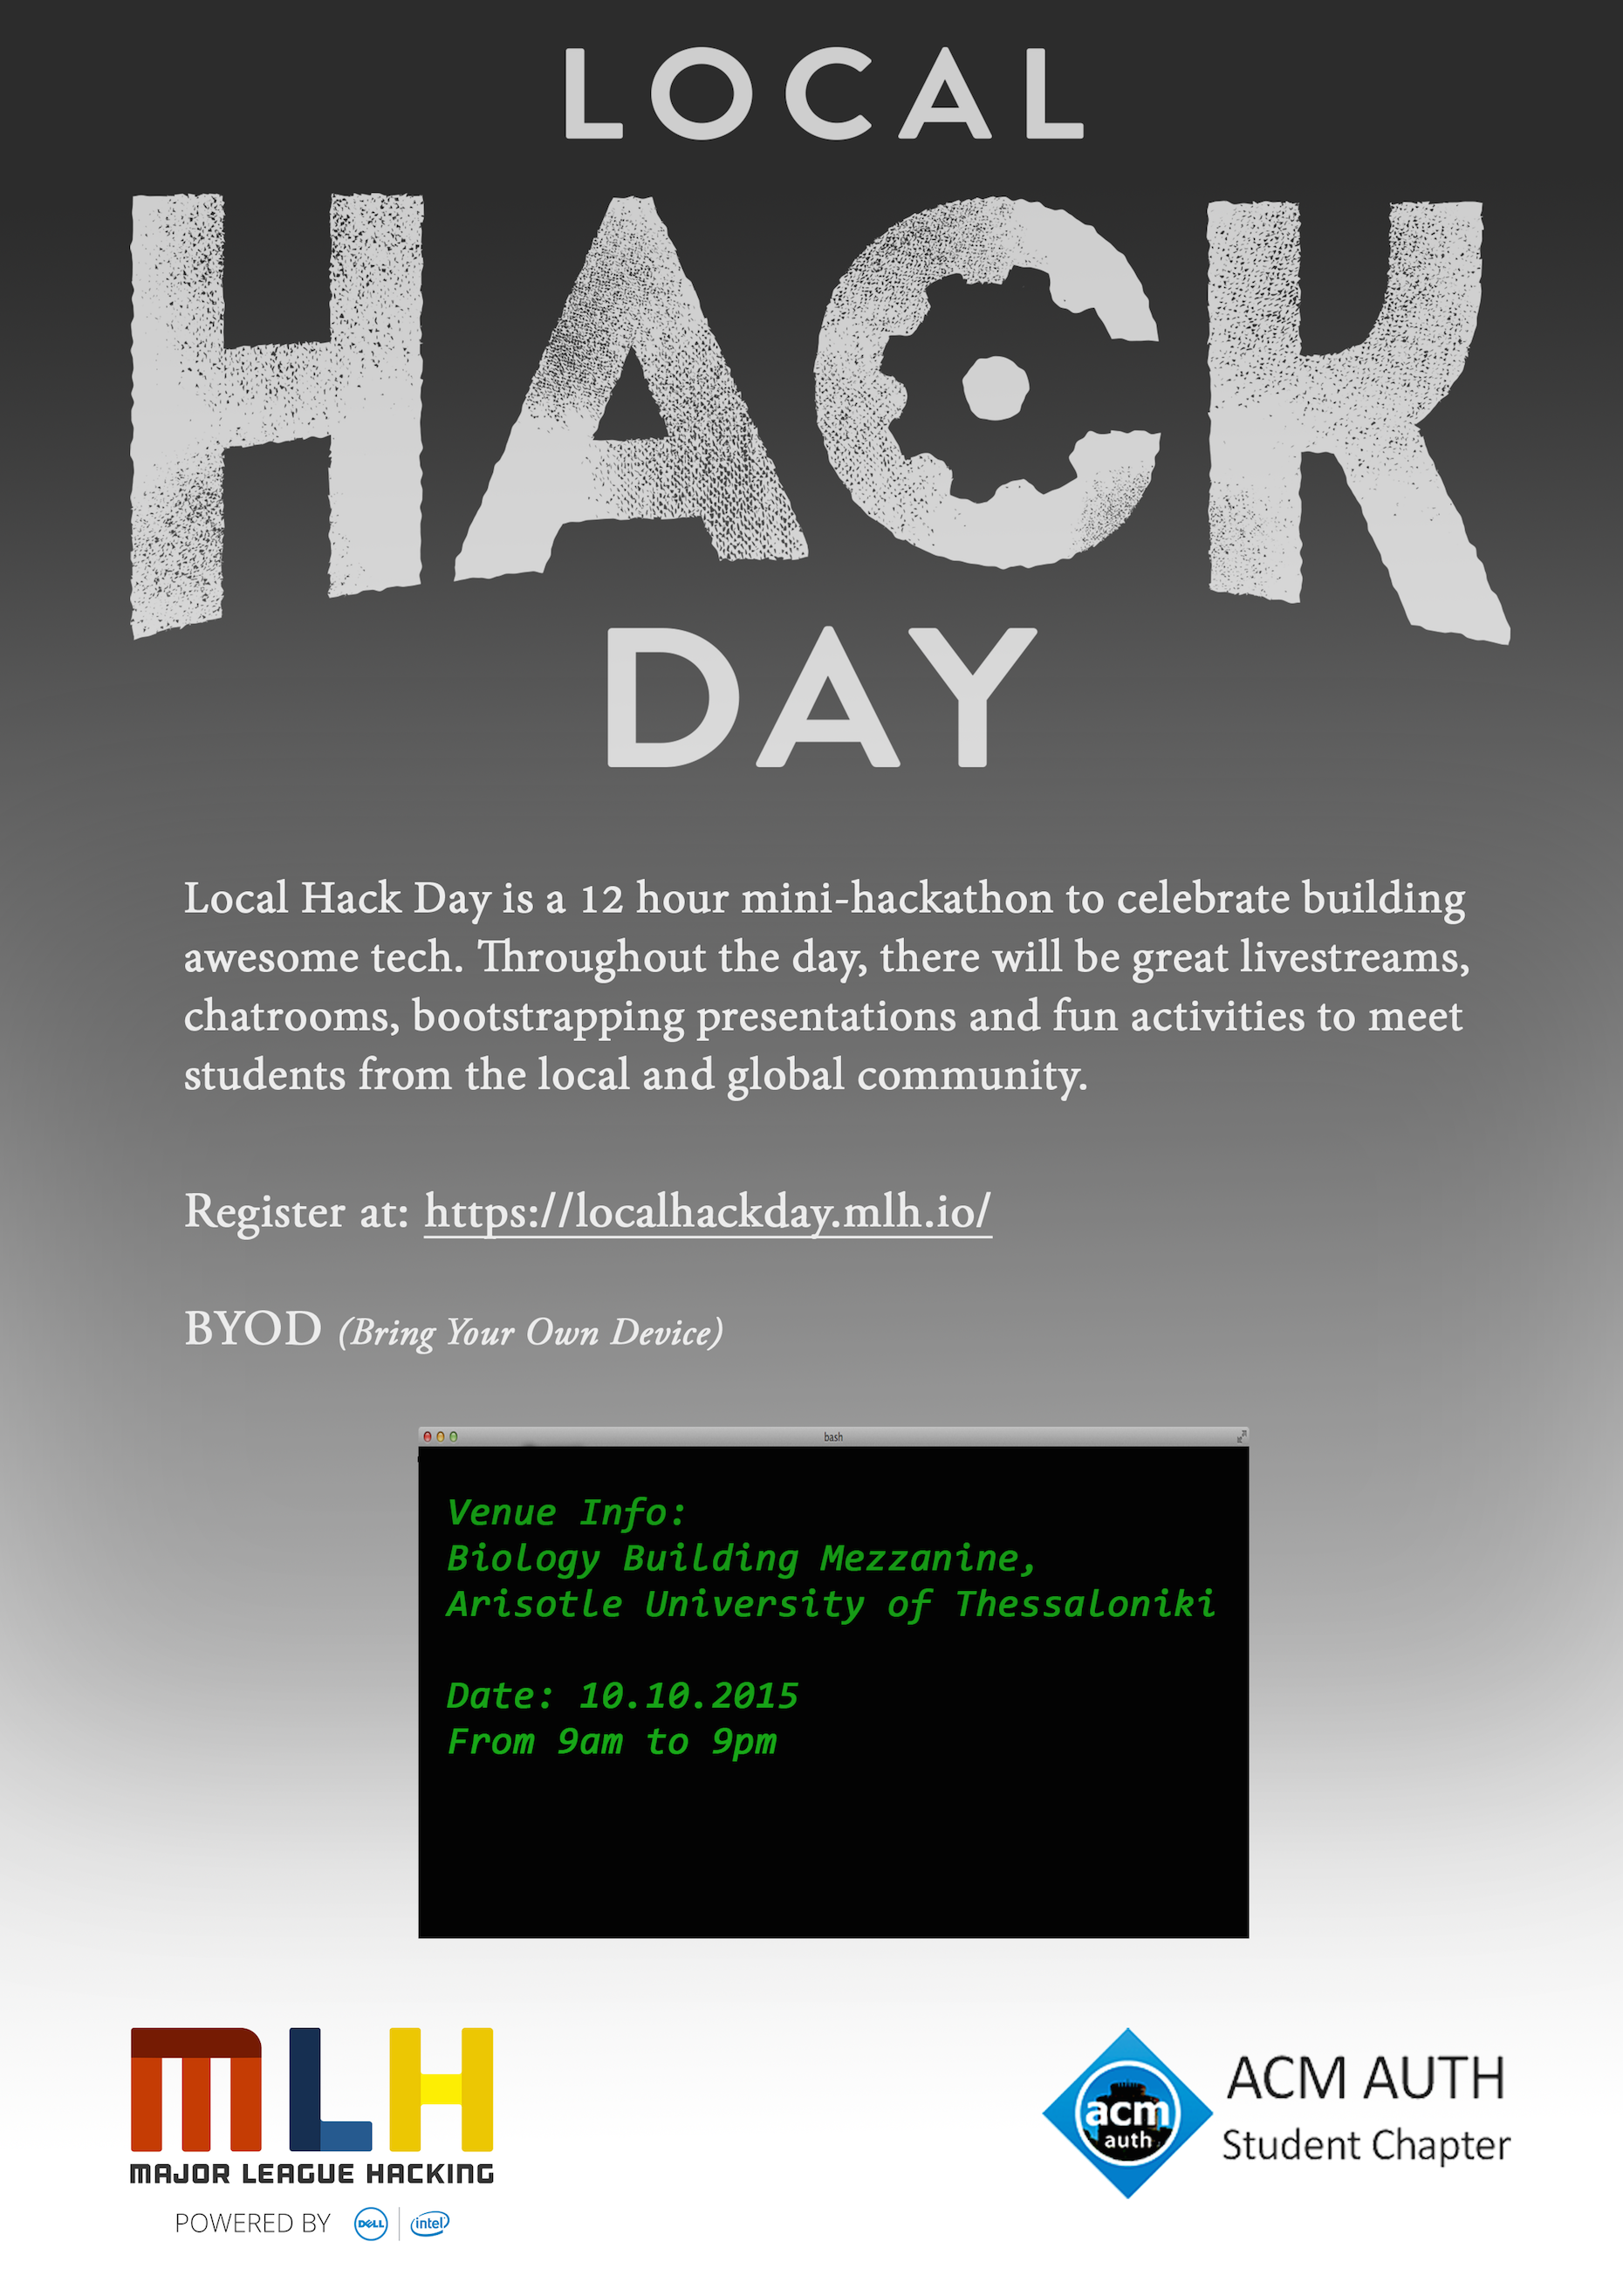 LOCAL
HACK
DAY
Local Hack Day is a 12 hour mini-hackathon to celebrate building
awesome tech. Throughout the day, there will be great livestreams,
chatrooms, bootstrapping presentations and fun activities to meet
students from the local and global community.
Register at: https://localhackday.mlh.io/
BYOD (Bring Your Own Device)
bash
Venue Info:
Biology Building Mezzanine,
Arisotle University of Thessaloniki
Date: 10.10.2015
From 9am to 9pm
MLH
MAJOR LEAGUE HACKING
POWERED BY DELL intel
acm
auth
ACM AUTH
Student Chapter